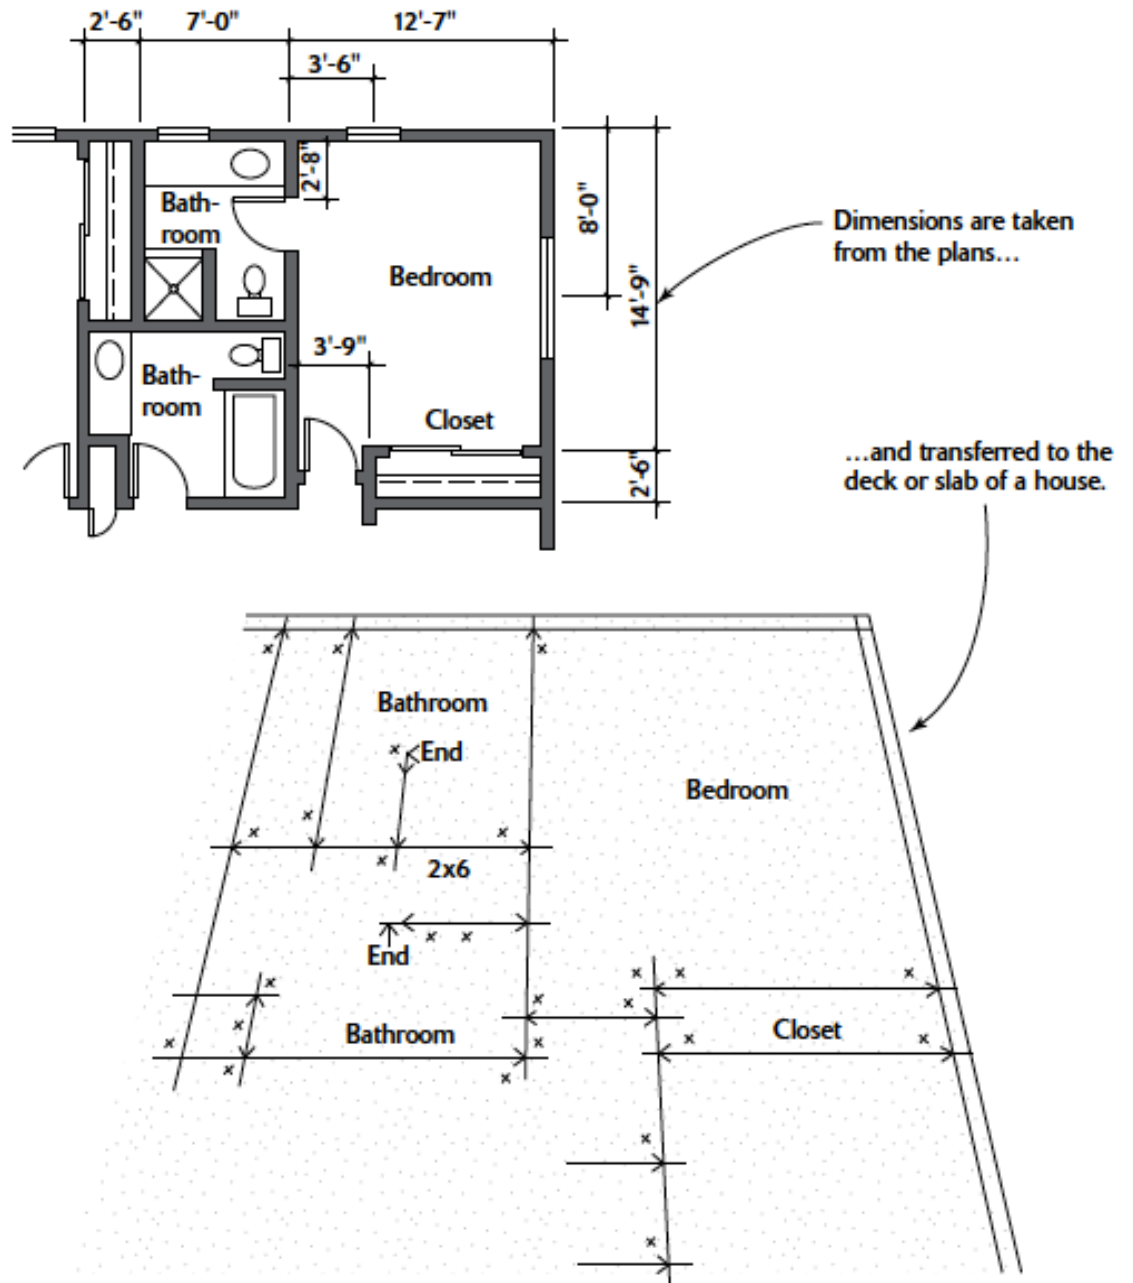 2'-6" 7'-0" 12'-7"
3'-6"
2'-8"
8'-0"
14'-9"
Bath-
room
Bedroom
Dimensions are taken
from the plans...
3'-9"
Bath-
room
Closet
2'-6"
...and transferred to the
deck or slab of a house.
Bathroom
End
Bedroom
2x6
End
Bathroom
Closet